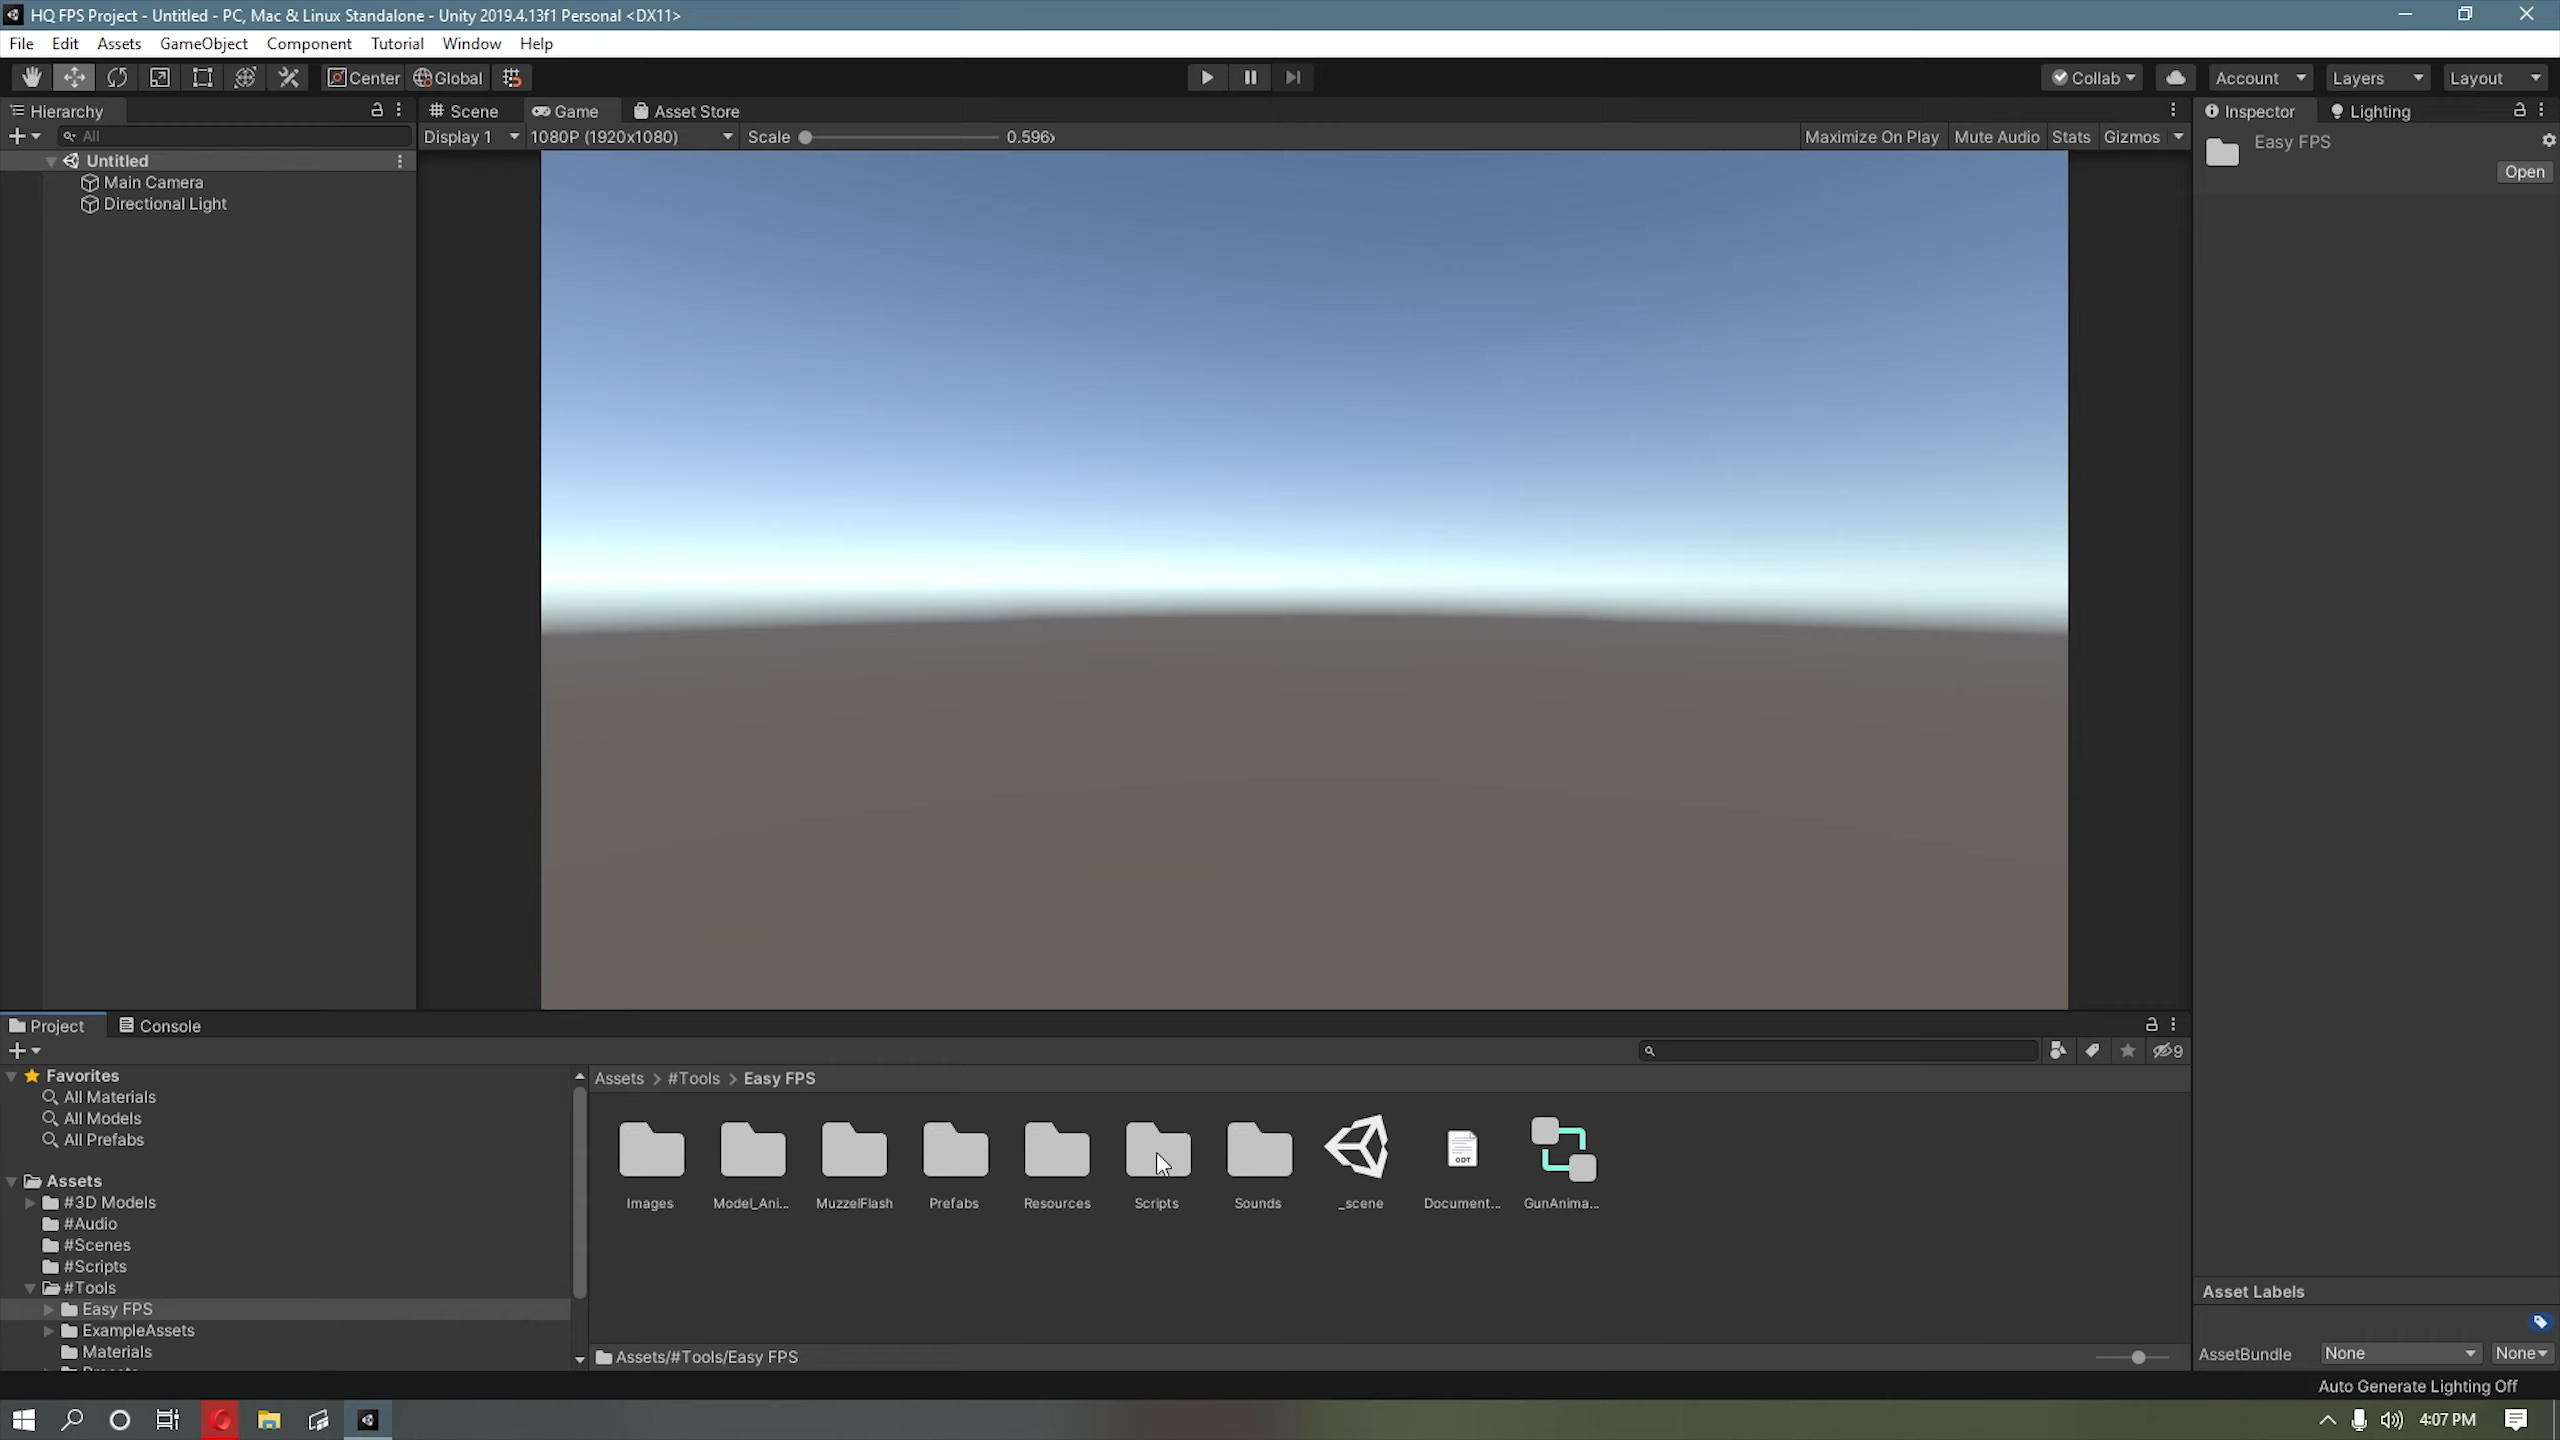 HQ FPS Project - Untitled - PC, Mac & Linux Standalone - Unity 2019.4.13f1 Personal <DX11>
File Edit Assets GameObject Component Tutorial Window Help
Center Global Collab Account Layers Layout
Hierarchy
All
Untitled
Main Camera
Directional Light
Scene Game Asset Store
Display 1 1080P (1920x1080) Scale 0.596x Maximize On Play Mute Audio Stats Gizmos
Inspector Lighting
Easy FPS
Open
Project Console
9
Favorites
All Materials
All Models
All Prefabs
Assets
#3D Models
#Audio
#Scenes
#Scripts
#Tools
Easy FPS
ExampleAssets
Materials
Assets > #Tools > Easy FPS
ODT
Images Model_Ani... MuzzelFlash Prefabs Resources Scripts Sounds _scene Document... GunAnima...
Assets/#Tools/Easy FPS
Asset Labels
AssetBundle None None
Auto Generate Lighting Off
4:07 PM